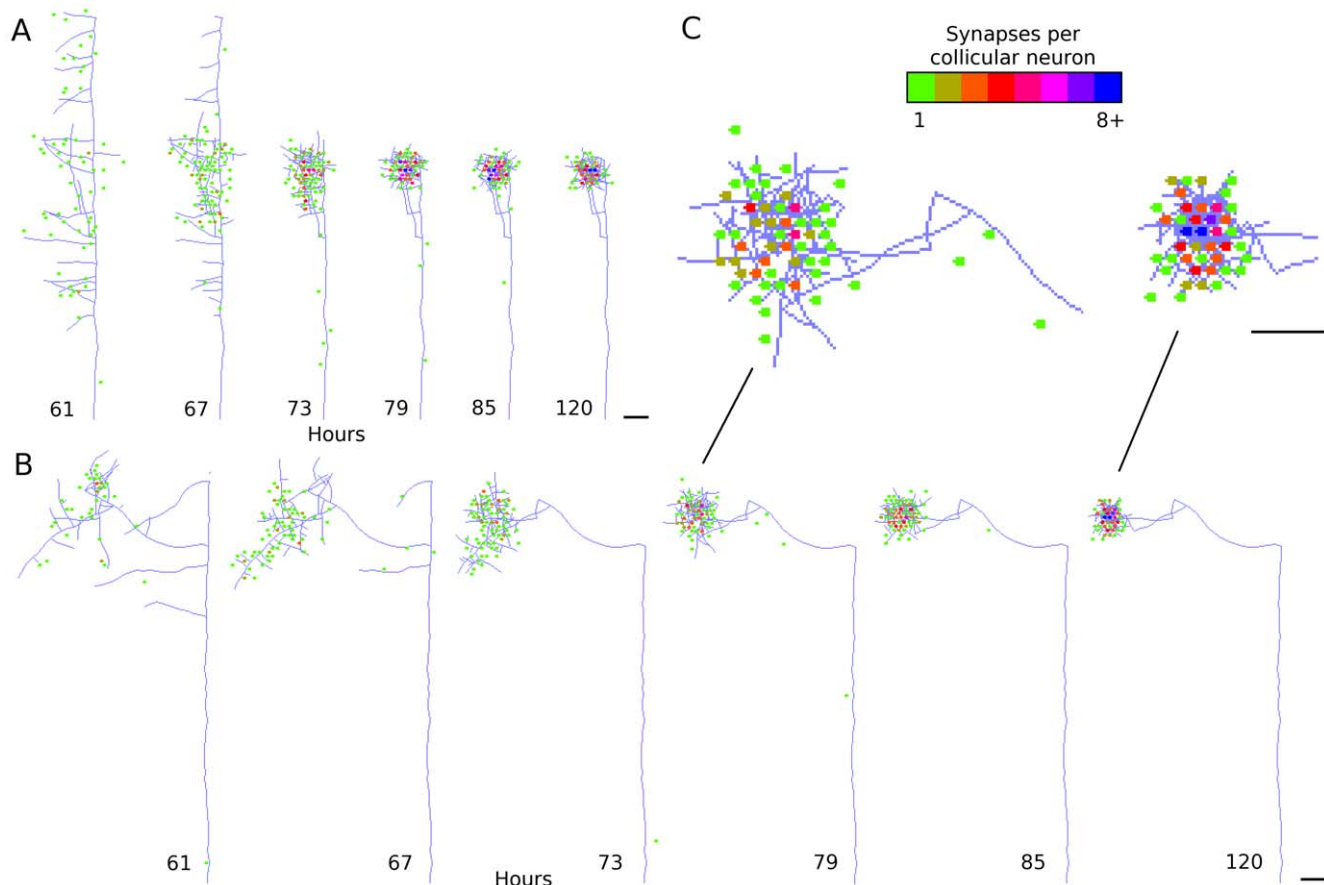 A
C
Synapses per
collicular neuron
1 8+
61 67 73 79 85 120
Hours
B
61 67 73 79 85 120
Hours